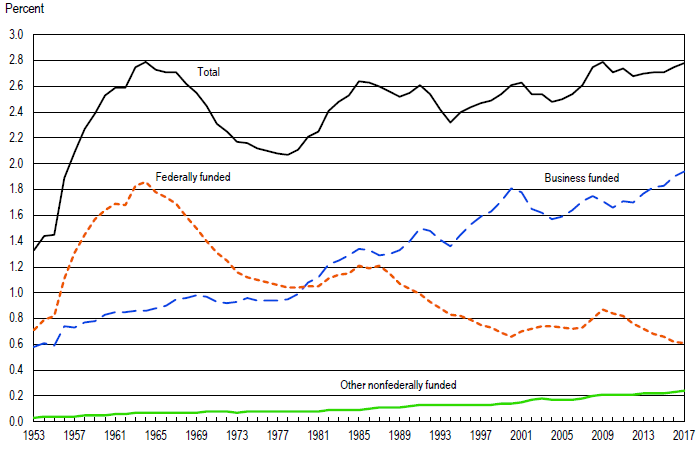 Percent
3.0
2.8
Total
2.6
2.4
2.2
2.0
Federally funded
Business funded
1.8
1.6
1.4
1.2
1.0
0.8
0.6
0.4
Other nonfederally funded
0.2
0.0
1953 1957 1961 1965 1969 1973 1977 1981 1985 1989 1993 1997 2001 2005 2009 2013 2017